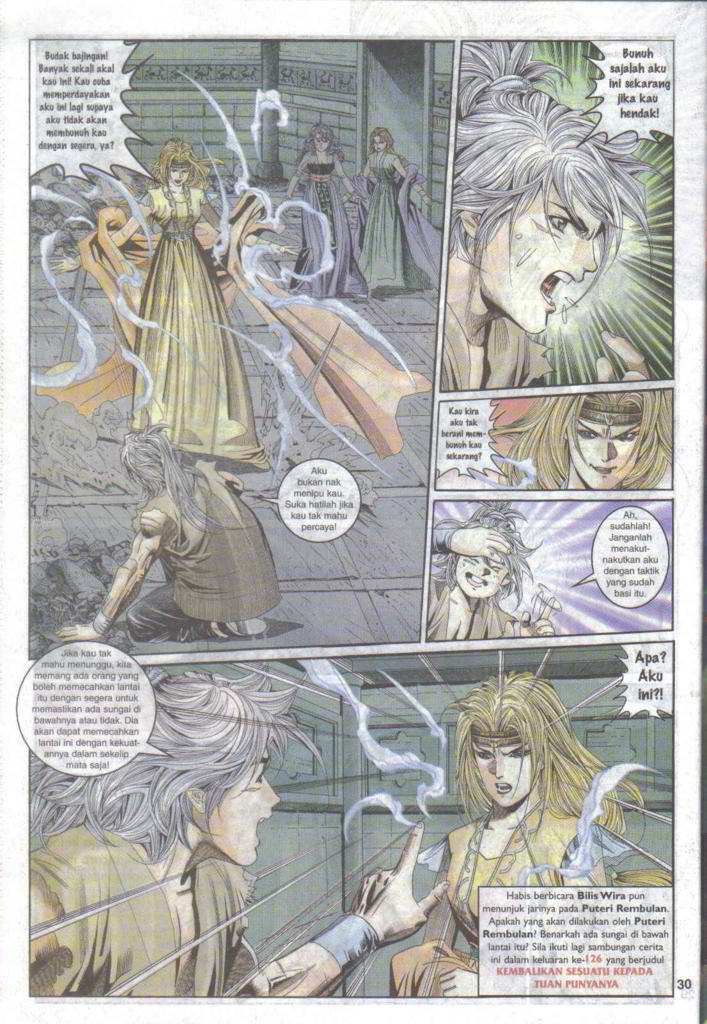 Budak bajingan!
Banyak sekali akal
kau ini! Kau cuba
memperdayakan
aku ini lagi supaya
aku tidak akan
membunuh kau
dengan segera, ya?
Aku
bukan nak
menipu kau.
Suka hatilah jika
kau tak mahu
percaya!
Bunuh
sajalah aku
ini sekarang
jika kau
hendak!
Kau kira
aku tak
berani mem-
bunuh kau
sekarang?
Ah,
sudahlah!
Janganlah
menakut-
nakutkan aku
dengan taktik
yang sudah
basi itu.
Jika kau tak
mahu menunggu, kita
memang ada orang yang
boleh memecahkan lantai
itu dengan segera untuk
memastikan ada sungai di
bawahnya atau tidak. Dia
akan dapat memecahkan
lantai ini dengan kekuat-
annya dalam sekelip
mata saja!
Apa?
Aku
ini?!
Habis berbicara Bilis Wira pun
menunjuk jarinya pada Puteri Rembulan.
Apakah yang akan dilakukan oleh Puteri
Rembulan? Benarkah ada sungai di bawah
lantai itu? Sila ikuti lagi sambungan cerita
ini dalam keluaran ke-126 yang berjudul
KEMBALIKAN SESUATU KEPADA
TUAN PUNYANYA
30